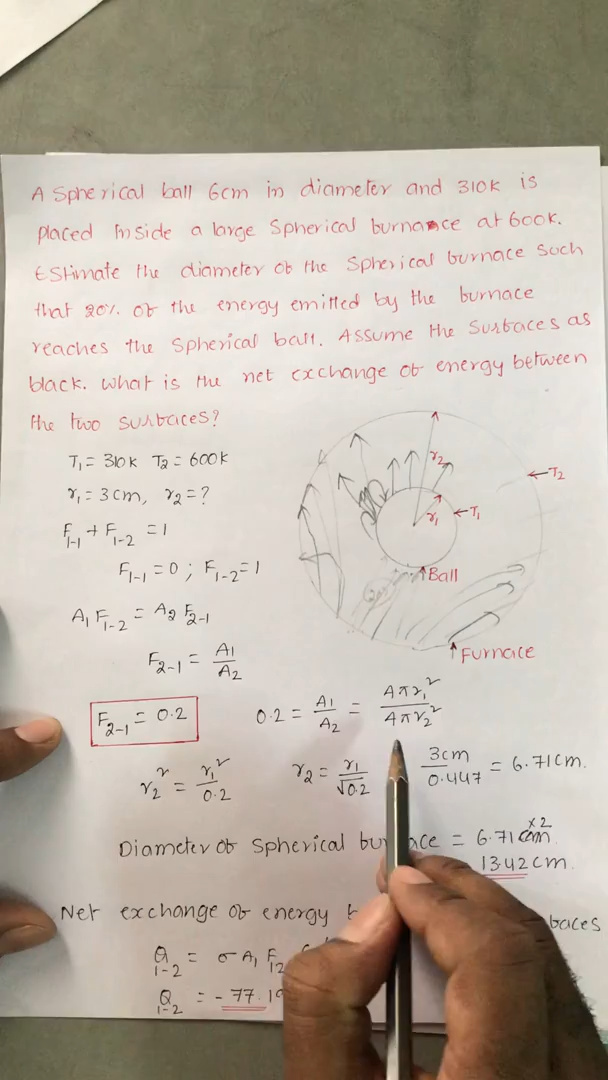 A Spherical ball 6cm in diameter and 310K is
placed inside a large Spherical burnance at 600k.
Estimate the diameter of the Spherical burnace such
that 20% of the energy emitted by the burnace
reaches the Spherical ball. Assume the surbaces as
black. What is the net exchange of energy between
the two surbaces?
T₁ = 310k T₂ = 600k
r₁ = 3cm, r₂ = ?
F₁₋₁ + F₁₋₂ = 1
F₁₋₁ = 0 ; F₁₋₂ = 1
A₁ F₁₋₂ = A₂ F₂₋₁
F₂₋₁ = A₁/A₂
r₂
T₂
r₁
T₁
Ball
Furnace
F₂₋₁ = 0.2
0.2 = A₁/A₂ = 4πr₁²/4πr₂²
r₂² = r₁²/0.2
r₂ = r₁/√0.2
3cm/0.447 = 6.71cm.
Diameter of Spherical = 6.71cm x2
13.42cm.
Net exchange of energy
Q₁₋₂ = σ A₁ F₁₂
Q₁₋₂ = - 77.19